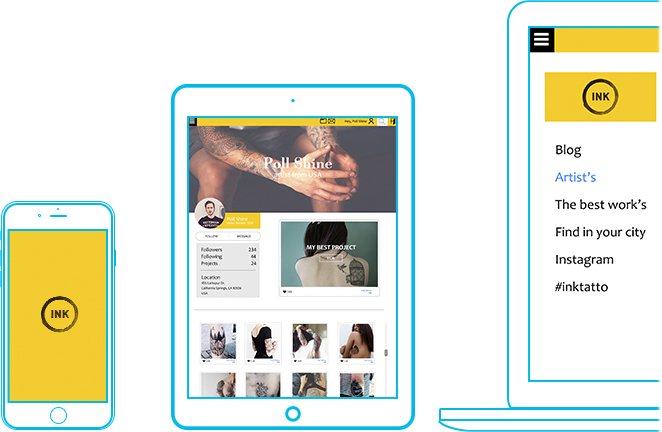 INK
Hey, Poll Shine
Poll Shine
artist from USA
Poll Shine
FOLLOW
MESSAGE
Followers 234
Following 44
Projects 24
Location
USA
MY BEST PROJECT
INK
Blog
Artist's
The best work's
Find in your city
Instagram
#inktatto